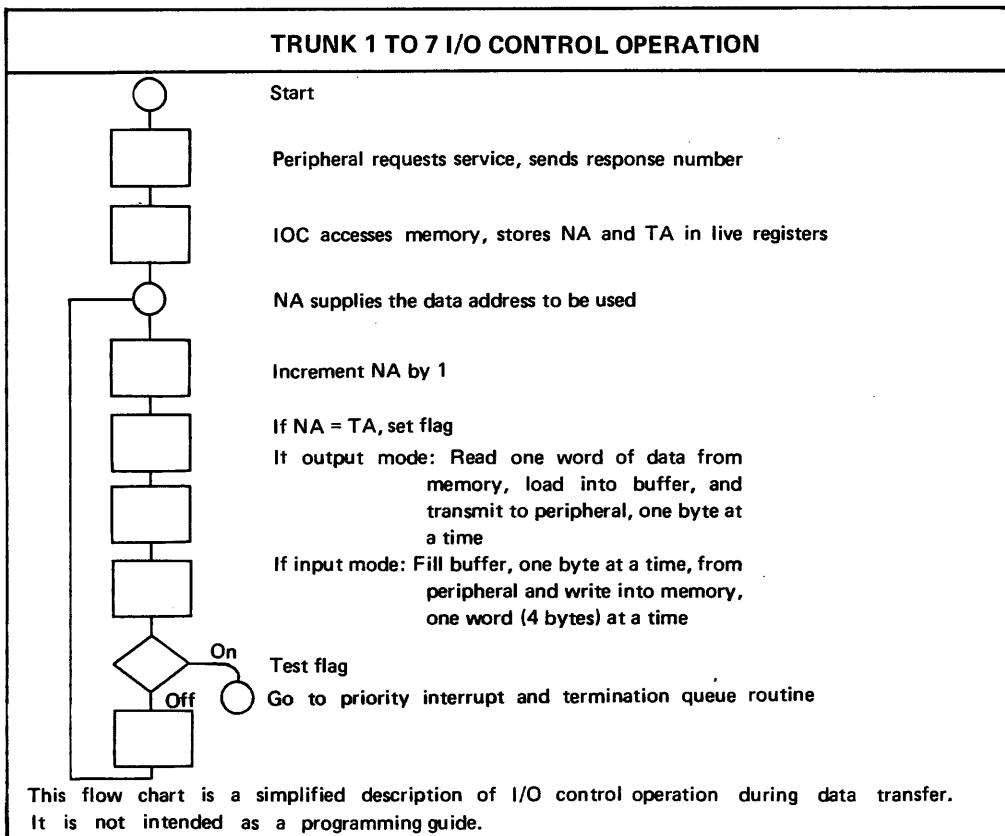 TRUNK 1 TO 7 I/O CONTROL OPERATION
Start
Peripheral requests service, sends response number
IOC accesses memory, stores NA and TA in live registers
NA supplies the data address to be used
Increment NA by 1
If NA = TA, set flag
It output mode: Read one word of data from
memory, load into buffer, and
transmit to peripheral, one byte at
a time
If input mode: Fill buffer, one byte at a time, from
peripheral and write into memory,
one word (4 bytes) at a time
On
Test flag
Off
Go to priority interrupt and termination queue routine
This flow chart is a simplified description of I/O control operation during data transfer.
It is not intended as a programming guide.